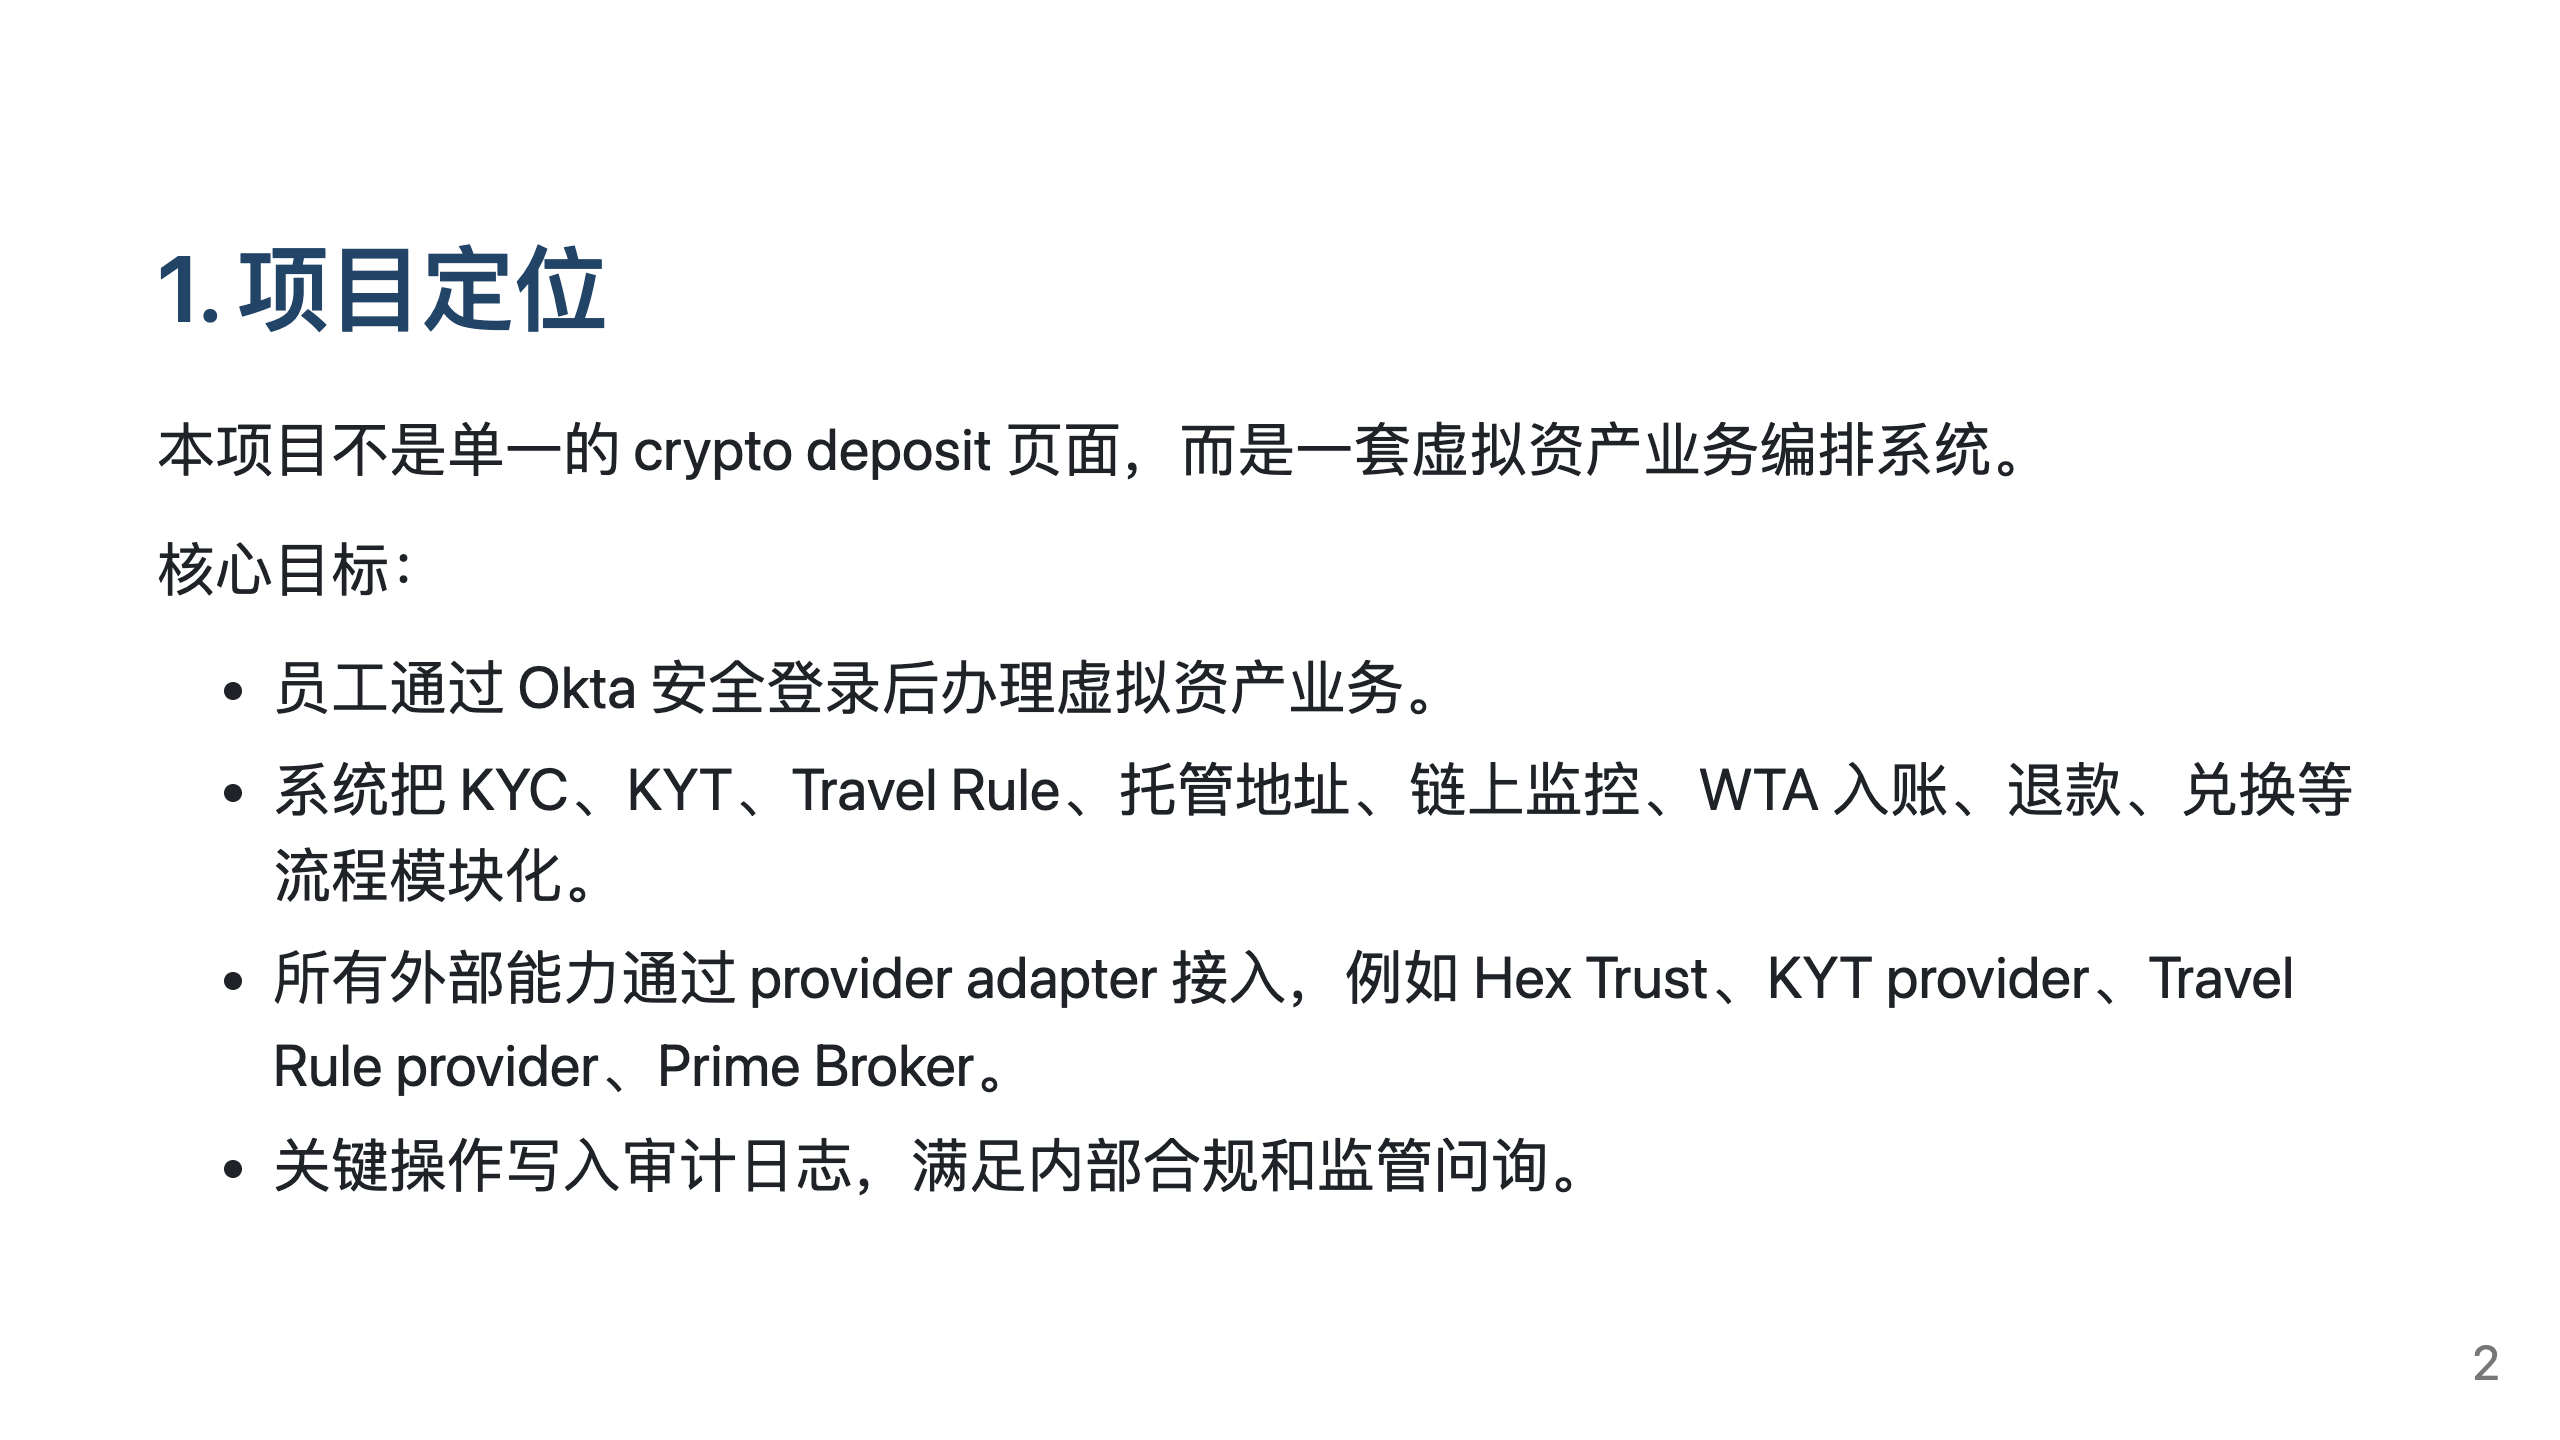 1. 项目定位
本项目不是单一的 crypto deposit 页面，而是一套虚拟资产业务编排系统。
核心目标：
• 员工通过 Okta 安全登录后办理虚拟资产业务。
• 系统把 KYC、KYT、Travel Rule、托管地址、链上监控、WTA 入账、退款、兑换等
流程模块化。
• 所有外部能力通过 provider adapter 接入，例如 Hex Trust、KYT provider、Travel
Rule provider、Prime Broker。
• 关键操作写入审计日志，满足内部合规和监管问询。
2